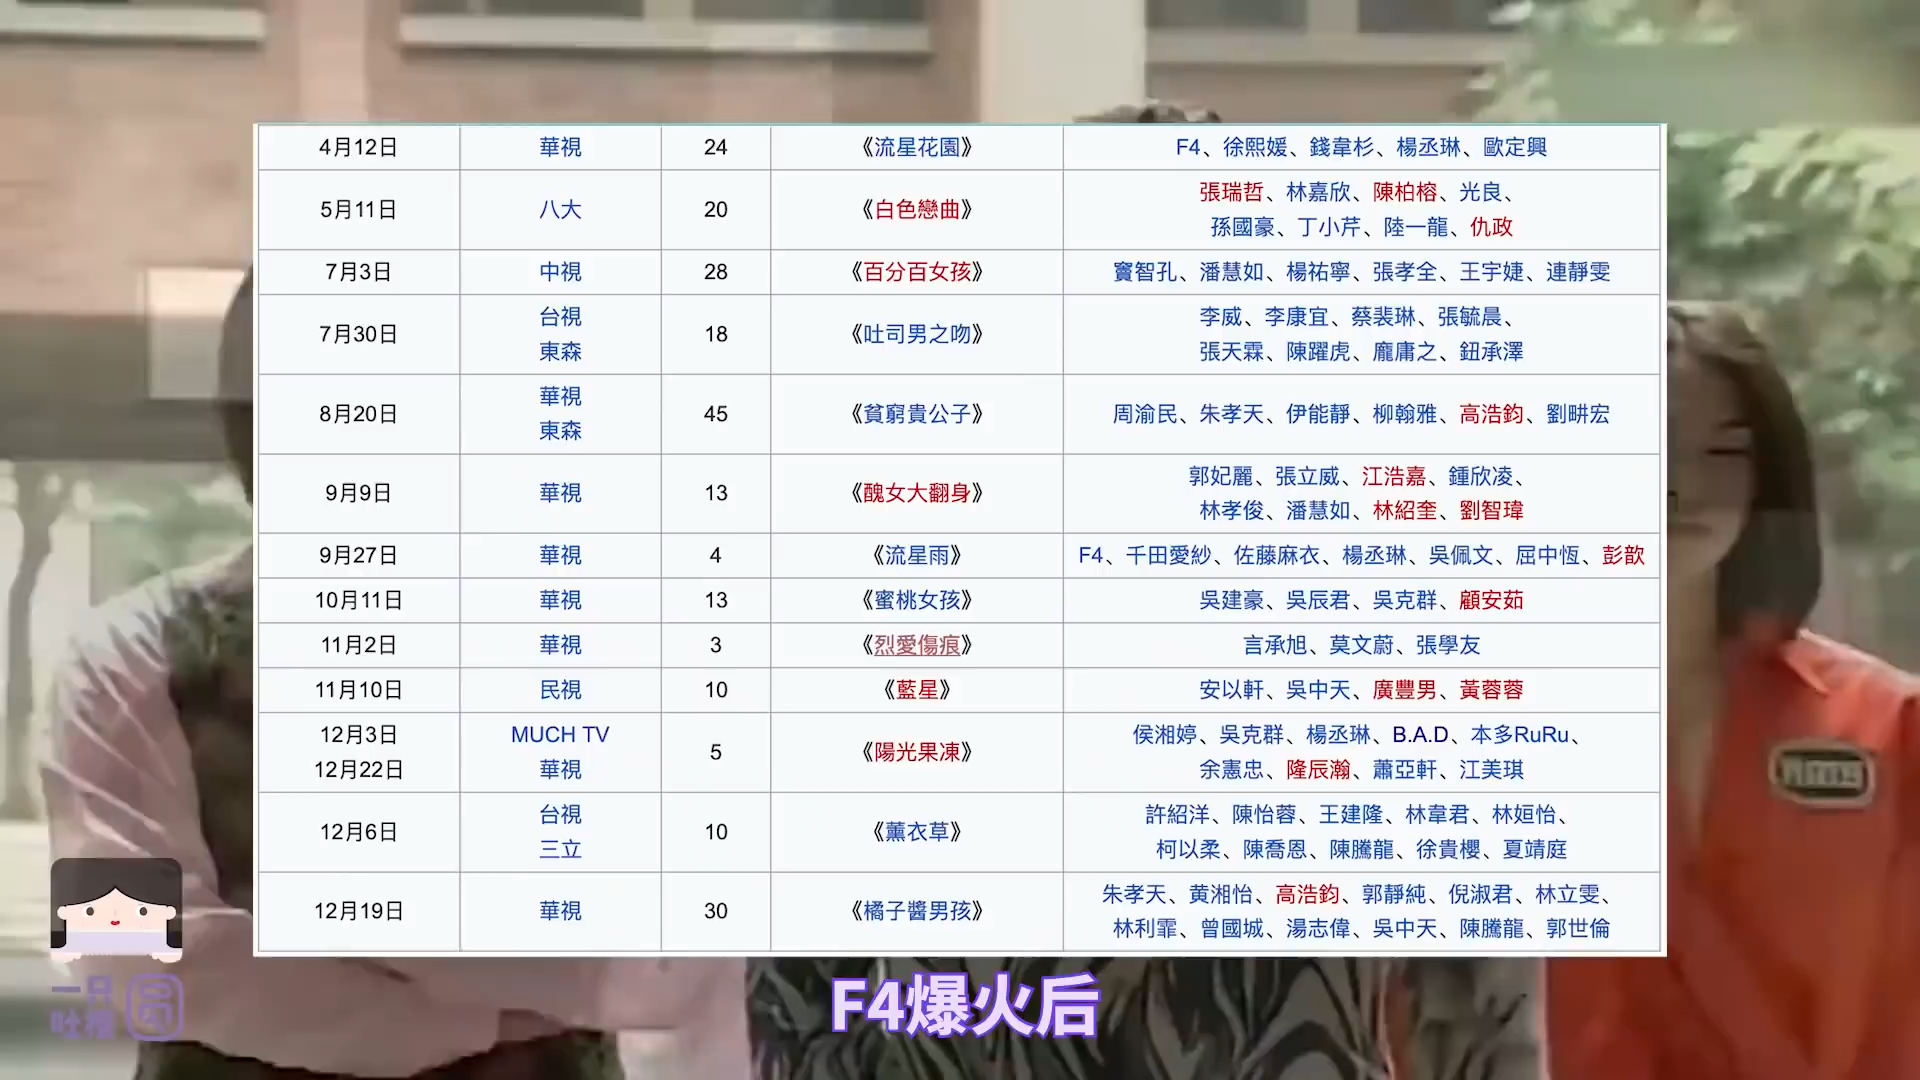 4月12日 華視 24 《流星花園》 F4、徐熙媛、錢韋杉、楊丞琳、歐定興
5月11日 八大 20 《白色戀曲》 張瑞哲、林嘉欣、陳柏榕、光良、
孫國豪、丁小芹、陸一龍、仇政
7月3日 中視 28 《百分百女孩》 竇智孔、潘慧如、楊祐寧、張孝全、王宇婕、連靜雯
7月30日 台視 東森 18 《吐司男之吻》 李威、李康宜、蔡裴琳、張毓晨、
張天霖、陳躍虎、龐庸之、鈕承澤
8月20日 華視 東森 45 《貧窮貴公子》 周渝民、朱孝天、伊能靜、柳翰雅、高浩鈞、劉畊宏
9月9日 華視 13 《醜女大翻身》 郭妃麗、張立威、江浩嘉、鍾欣凌、
林孝俊、潘慧如、林紹奎、劉智瑋
9月27日 華視 4 《流星雨》 F4、千田愛紗、佐藤麻衣、楊丞琳、吳佩文、屈中恆、彭歆
10月11日 華視 13 《蜜桃女孩》 吳建豪、吳辰君、吳克群、顧安茹
11月2日 華視 3 《烈愛傷痕》 言承旭、莫文蔚、張學友
11月10日 民視 10 《藍星》 安以軒、吳中天、廣豐男、黃蓉蓉
12月3日 MUCH TV 5 《陽光果凍》 侯湘婷、吳克群、楊丞琳、B.A.D、本多RuRu、
12月22日 華視 余憲忠、隆辰瀚、蕭亞軒、江美琪
12月6日 台視 三立 10 《薰衣草》 許紹洋、陳怡蓉、王建隆、林韋君、林姮怡、
柯以柔、陳喬恩、陳騰龍、徐貴櫻、夏靖庭
12月19日 華視 30 《橘子醬男孩》 朱孝天、黃湘怡、高浩鈞、郭靜純、倪淑君、林立雯、
林利霏、曾國城、湯志偉、吳中天、陳騰龍、郭世倫
F4爆火后
一只
吐槽